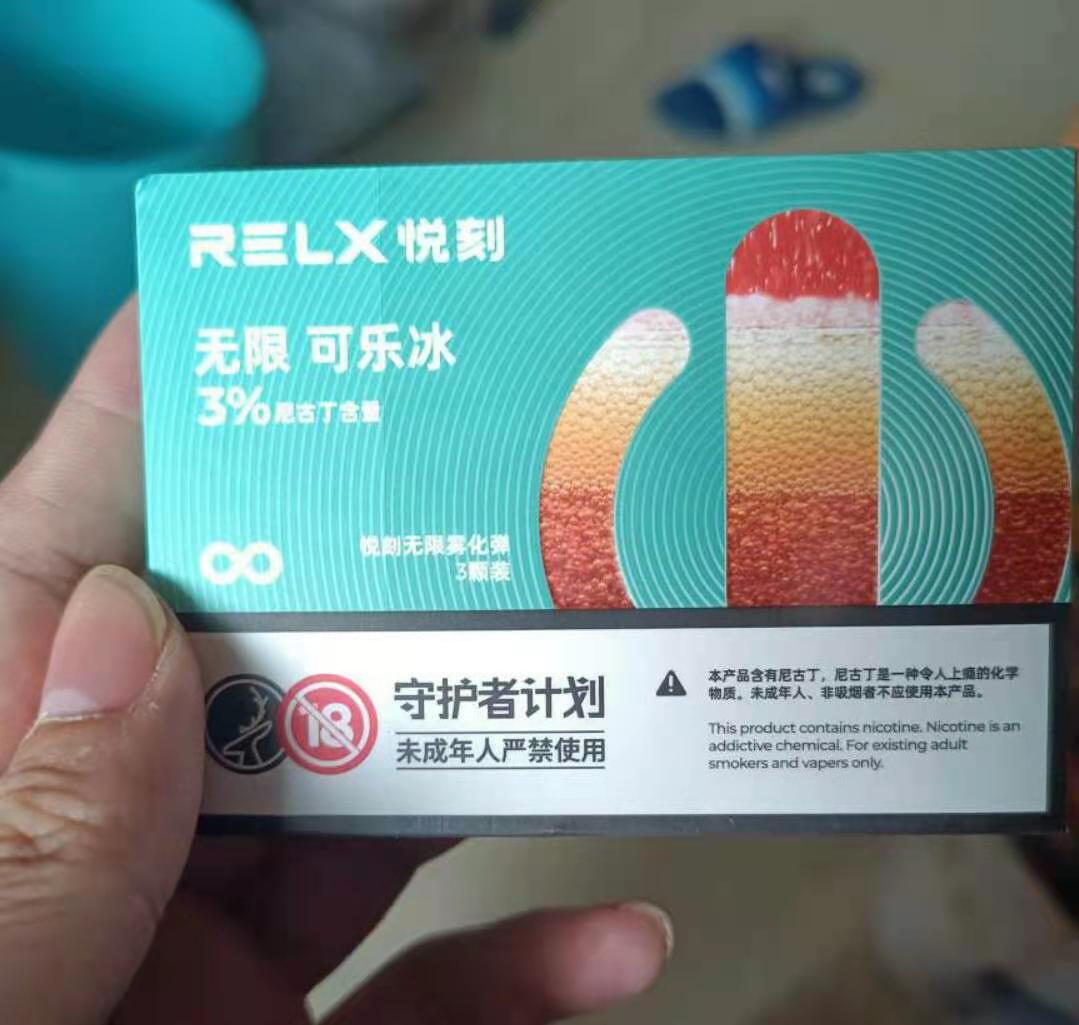 RELX 悦刻
无限 可乐冰
3%尼古丁含量
悦刻无限雾化弹
3颗装
18
守护者计划
未成年人严禁使用
本产品含有尼古丁，尼古丁是一种令人上瘾的化学
物质。未成年人、非吸烟者不应使用本产品。
This product contains nicotine. Nicotine is an
addictive chemical. For existing adult
smokers and vapers only.